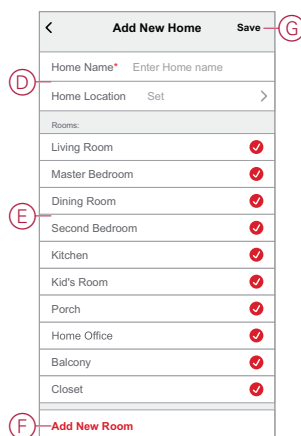 Add New Home Save G
Home Name* Enter Home name
D
Home Location Set
Rooms:
Living Room
Master Bedroom
Dining Room
E
Second Bedroom
Kitchen
Kid's Room
Porch
Home Office
Balcony
Closet
F Add New Room